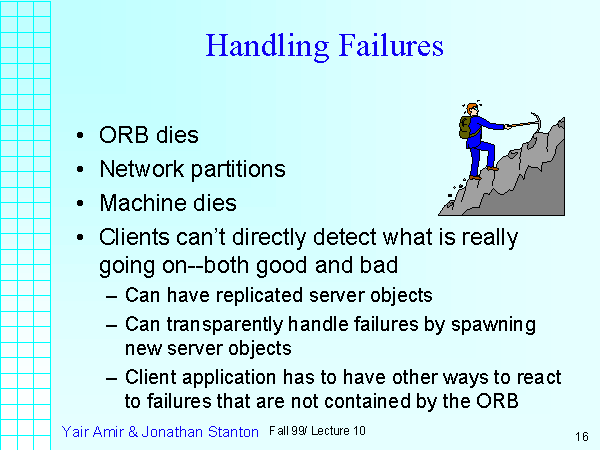 Handling Failures
• ORB dies
• Network partitions
• Machine dies
• Clients can't directly detect what is really
going on--both good and bad
– Can have replicated server objects
– Can transparently handle failures by spawning
new server objects
– Client application has to have other ways to react
to failures that are not contained by the ORB
Yair Amir & Jonathan Stanton Fall 99/ Lecture 10
16